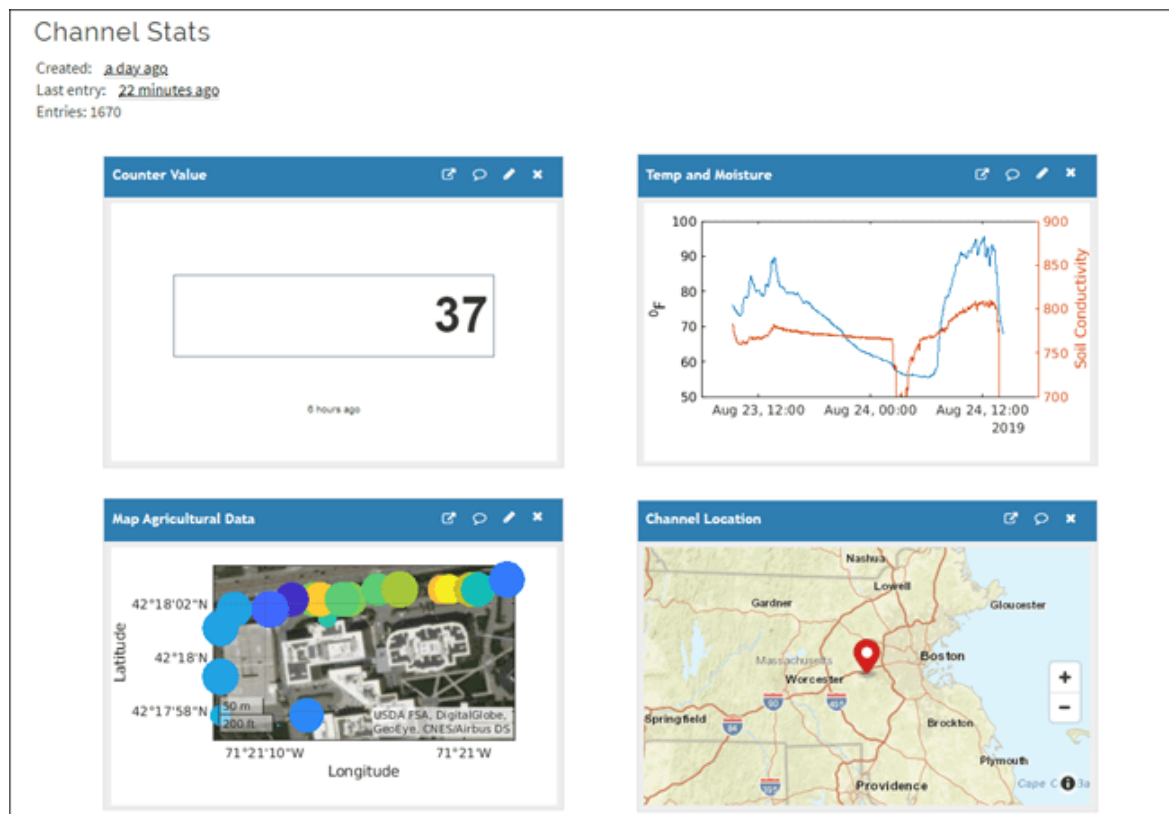 Channel Stats
Created: a day ago
Last entry: 22 minutes ago
Entries: 1670
Counter Value
37
6 hours ago
Temp and Moisture
100
90
80
70
60
50
°F
900
850
800
750
700
Soil Conductivity
Aug 23, 12:00
Aug 24, 00:00
Aug 24, 12:00
2019
Map Agricultural Data
42°18'02"N
42°18'N
42°17'58"N
Latitude
50 m
200 ft
USDA FSA, DigitalGlobe,
GeoEye, CNES/Airbus DS
71°21'10"W
71°21'W
Longitude
Channel Location
Nashua
Lowell
Gardner
Gloucester
Massachusetts
Boston
Worcester
90
495
Springfield
84
Brockton
Plymouth
Providence
Cape
+
−